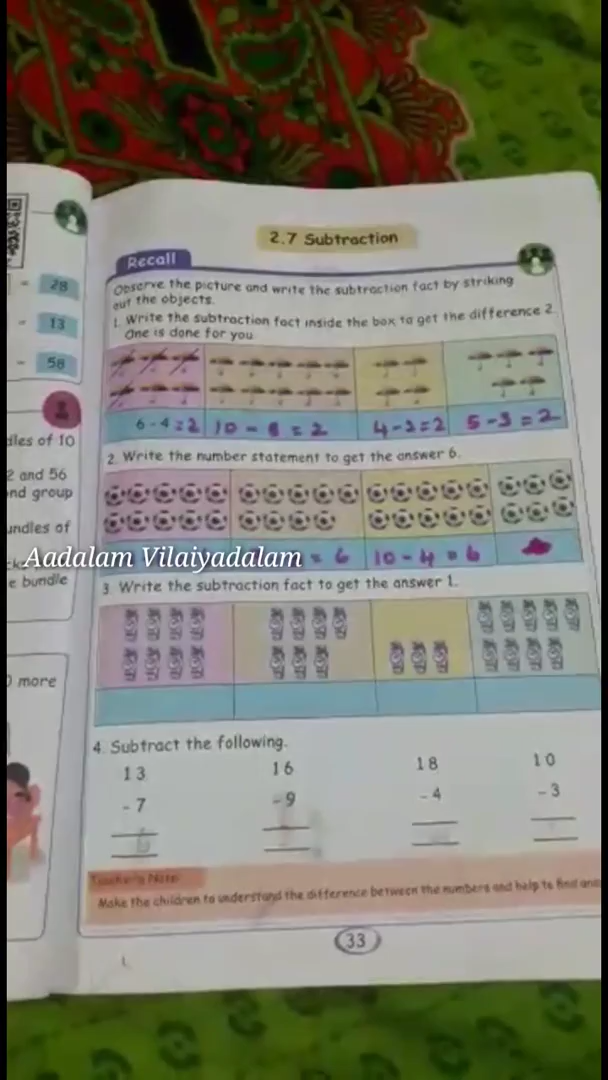 2.7 Subtraction
Recall
Observe the picture and write the subtraction fact by striking
out the objects.
1. Write the subtraction fact inside the box to get the difference 2.
One is done for you
6 - 4 = 2 10 - 8 = 2 4 - 2 = 2 5 - 3 = 2
2. Write the number statement to get the answer 6.
= 6 10 - 4 = 6
Aadalam Vilaiyadalam
3. Write the subtraction fact to get the answer 1.
4. Subtract the following.
13 16 18 10
- 7 - 9 - 4 - 3
Teacher's Note
Make the children to understand the difference between the numbers and help to find
33
= 28
= 13
= 58
dles of 10
2 and 56
nd group
undles of
e bundle
more